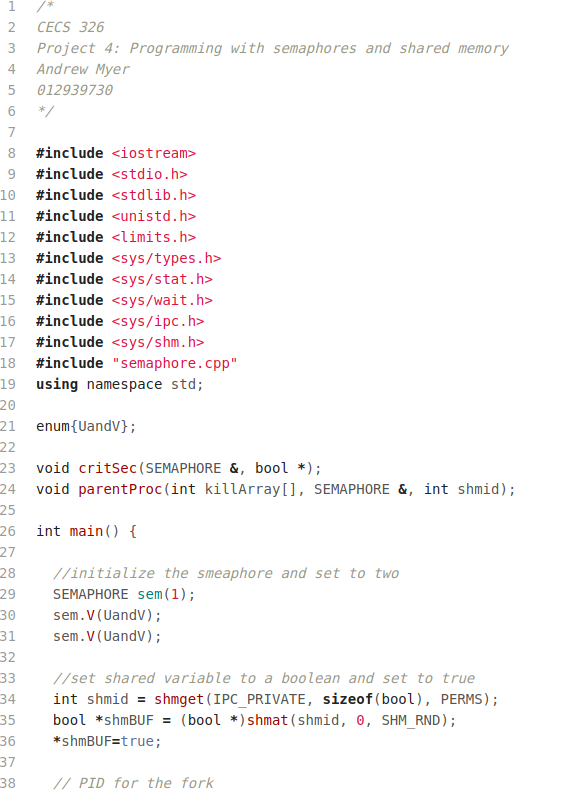 1 /*
2 CECS 326
3 Project 4: Programming with semaphores and shared memory
4 Andrew Myer
5 012939730
6 */
7
8 #include <iostream>
9 #include <stdio.h>
10 #include <stdlib.h>
11 #include <unistd.h>
12 #include <limits.h>
13 #include <sys/types.h>
14 #include <sys/stat.h>
15 #include <sys/wait.h>
16 #include <sys/ipc.h>
17 #include <sys/shm.h>
18 #include "semaphore.cpp"
19 using namespace std;
20
21 enum{UandV};
22
23 void critSec(SEMAPHORE &, bool *);
24 void parentProc(int killArray[], SEMAPHORE &, int shmid);
25
26 int main() {
27
28 //initialize the smeaphore and set to two
29 SEMAPHORE sem(1);
30 sem.V(UandV);
31 sem.V(UandV);
32
33 //set shared variable to a boolean and set to true
34 int shmid = shmget(IPC_PRIVATE, sizeof(bool), PERMS);
35 bool *shmBUF = (bool *)shmat(shmid, 0, SHM_RND);
36 *shmBUF=true;
37
38 // PID for the fork